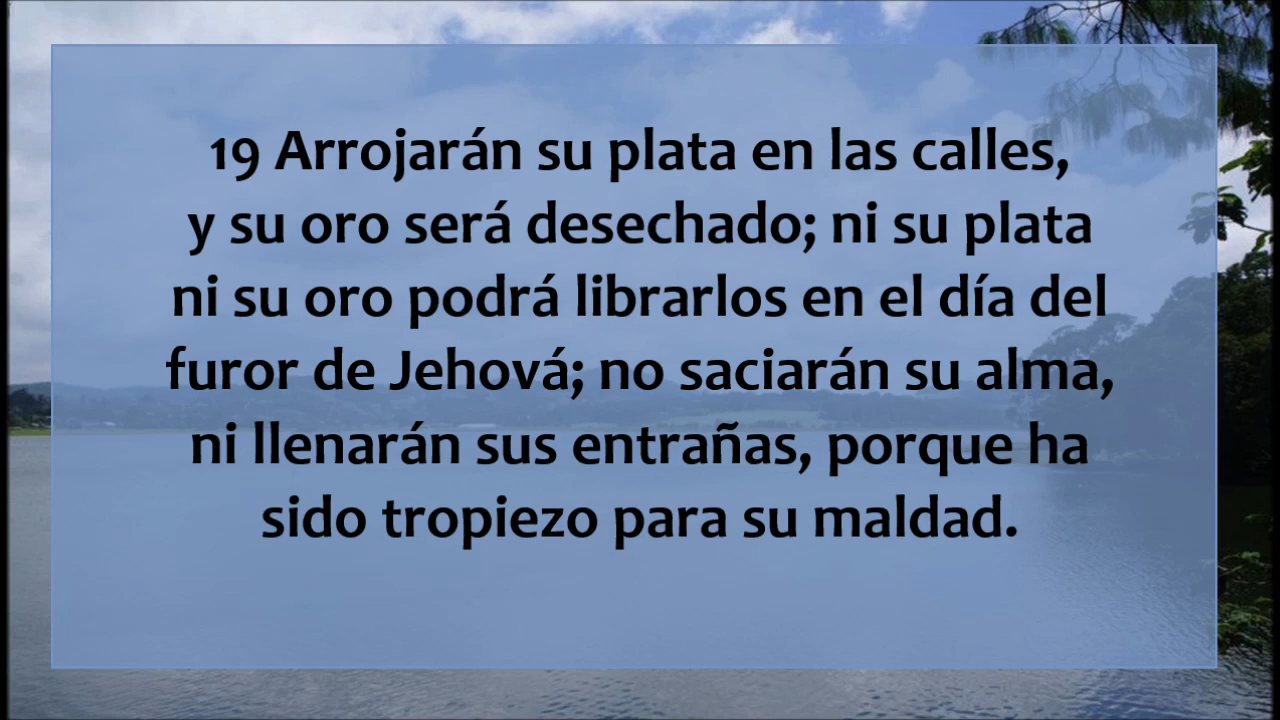 19 Arrojarán su plata en las calles,
y su oro será desechado; ni su plata
ni su oro podrá librarlos en el día del
furor de Jehová; no saciarán su alma,
ni llenarán sus entrañas, porque ha
sido tropiezo para su maldad.